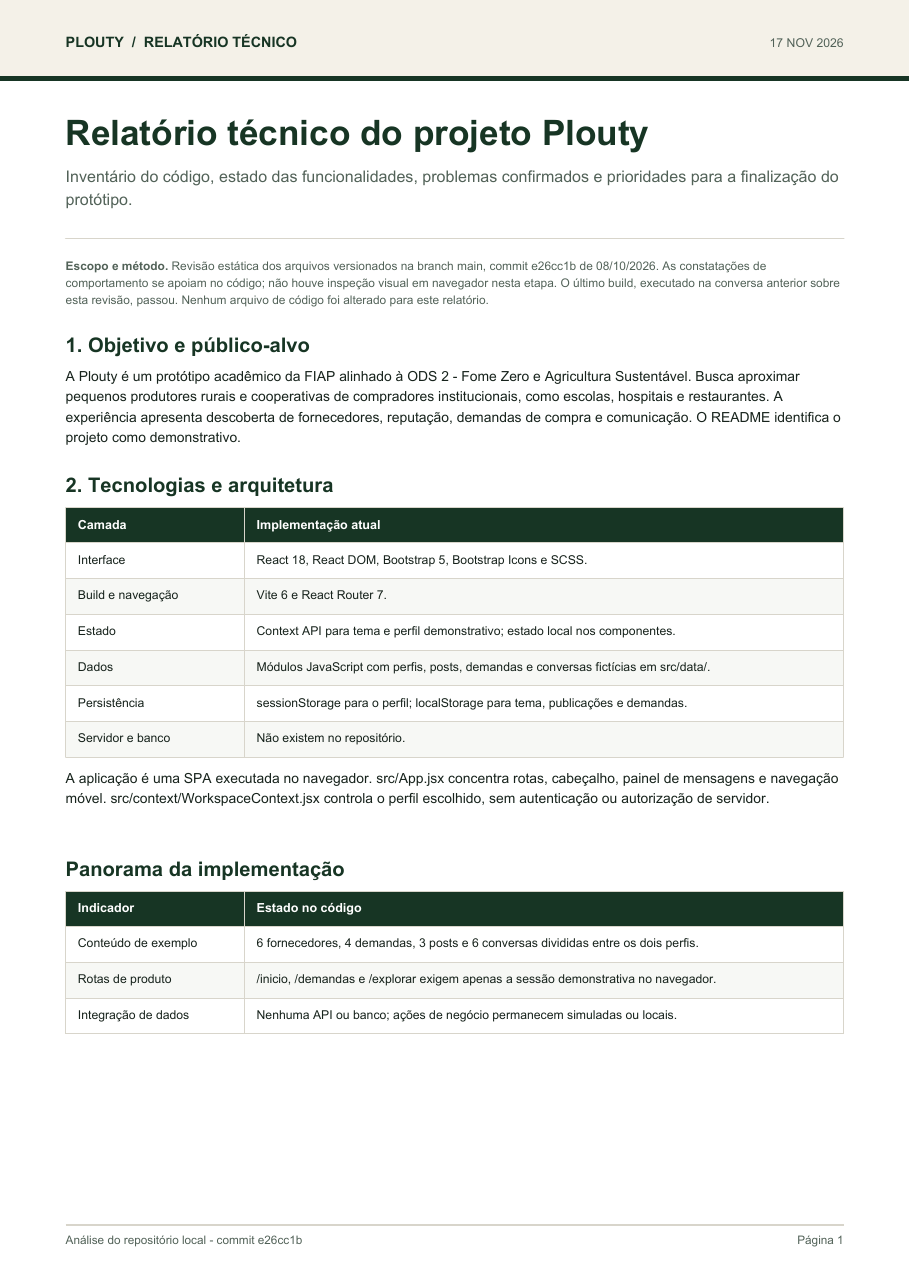 PLOUTY / RELATÓRIO TÉCNICO
17 NOV 2026
Relatório técnico do projeto Plouty
Inventário do código, estado das funcionalidades, problemas confirmados e prioridades para a finalização do
protótipo.
Escopo e método. Revisão estática dos arquivos versionados na branch main, commit e26cc1b de 08/10/2026. As constatações de
comportamento se apoiam no código; não houve inspeção visual em navegador nesta etapa. O último build, executado na conversa anterior sobre
esta revisão, passou. Nenhum arquivo de código foi alterado para este relatório.
1. Objetivo e público-alvo
A Plouty é um protótipo acadêmico da FIAP alinhado à ODS 2 - Fome Zero e Agricultura Sustentável. Busca aproximar
pequenos produtores rurais e cooperativas de compradores institucionais, como escolas, hospitais e restaurantes. A
experiência apresenta descoberta de fornecedores, reputação, demandas de compra e comunicação. O README identifica o
projeto como demonstrativo.
2. Tecnologias e arquitetura
Camada Implementação atual
Interface React 18, React DOM, Bootstrap 5, Bootstrap Icons e SCSS.
Build e navegação Vite 6 e React Router 7.
Estado Context API para tema e perfil demonstrativo; estado local nos componentes.
Dados Módulos JavaScript com perfis, posts, demandas e conversas fictícias em src/data/.
Persistência sessionStorage para o perfil; localStorage para tema, publicações e demandas.
Servidor e banco Não existem no repositório.
A aplicação é uma SPA executada no navegador. src/App.jsx concentra rotas, cabeçalho, painel de mensagens e navegação
móvel. src/context/WorkspaceContext.jsx controla o perfil escolhido, sem autenticação ou autorização de servidor.
Panorama da implementação
Indicador Estado no código
Conteúdo de exemplo 6 fornecedores, 4 demandas, 3 posts e 6 conversas divididas entre os dois perfis.
Rotas de produto /inicio, /demandas e /explorar exigem apenas a sessão demonstrativa no navegador.
Integração de dados Nenhuma API ou banco; ações de negócio permanecem simuladas ou locais.
Análise do repositório local - commit e26cc1b
Página 1